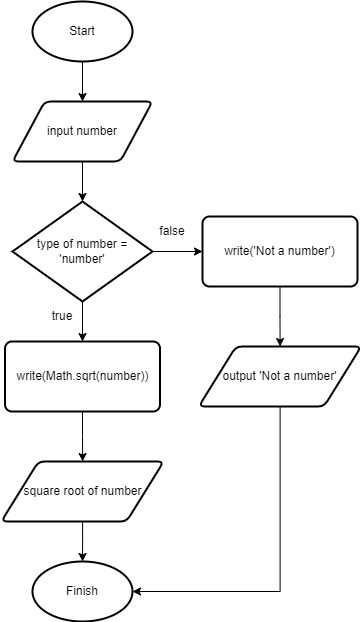 Start
input number
type of number =
'number'
false
write('Not a number')
true
write(Math.sqrt(number))
output 'Not a number'
square root of number
Finish